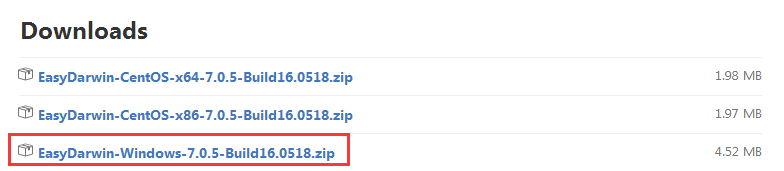 Downloads
EasyDarwin-CentOS-x64-7.0.5-Build16.0518.zip 1.98 MB
EasyDarwin-CentOS-x86-7.0.5-Build16.0518.zip 1.97 MB
EasyDarwin-Windows-7.0.5-Build16.0518.zip 4.52 MB